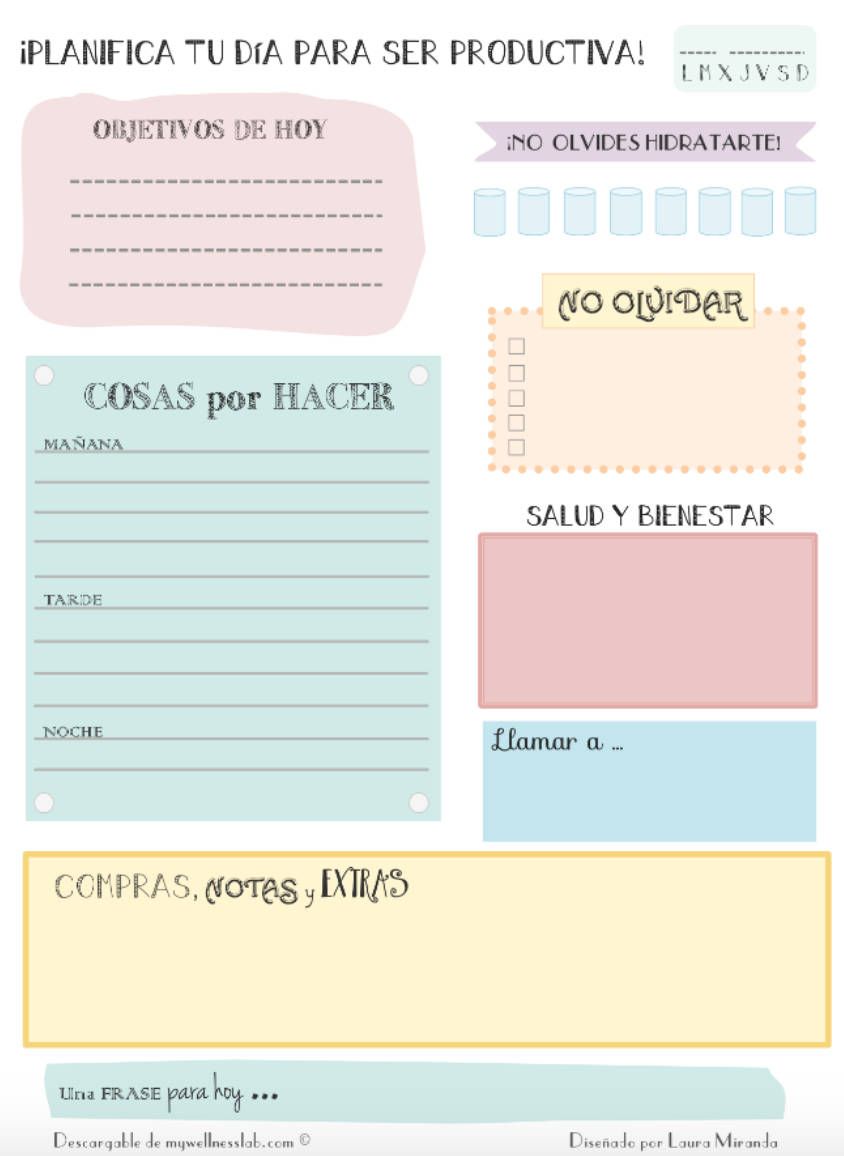 ¡PLANIFICA TU DÍA PARA SER PRODUCTIVA!
L M X J V S D
OBJETIVOS DE HOY
¡NO OLVIDES HIDRATARTE!
NO OLVIDAR
COSAS por HACER
MAÑANA
TARDE
NOCHE
SALUD Y BIENESTAR
Llamar a ...
COMPRAS, NOTAS y EXTRAS
Una FRASE para hoy ...
Descargable de mywellnesslab.com ©
Diseñado por Laura Miranda